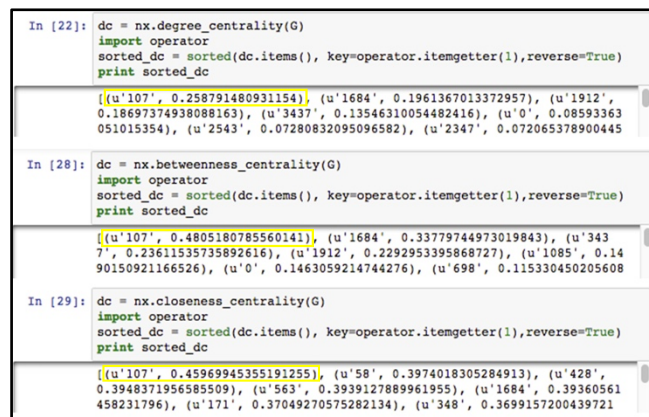 In [22]: dc = nx.degree_centrality(G)
import operator
sorted_dc = sorted(dc.items(), key=operator.itemgetter(1),reverse=True)
print sorted_dc
[(u'107', 0.258791480931154), (u'1684', 0.1961367013372957), (u'1912',
0.18697374938088163), (u'3437', 0.13546310054482416), (u'0', 0.08593363
051015354), (u'2543', 0.07280832095096582), (u'2347', 0.072065378900445
In [28]: dc = nx.betweenness_centrality(G)
import operator
sorted_dc = sorted(dc.items(), key=operator.itemgetter(1),reverse=True)
print sorted_dc
[(u'107', 0.4805180785560141), (u'1684', 0.33779744973019843), (u'343
7', 0.23611535735892616), (u'1912', 0.2292953395868727), (u'1085', 0.14
90150921166526), (u'0', 0.1463059214744276), (u'698', 0.115330450205608
In [29]: dc = nx.closeness_centrality(G)
import operator
sorted_dc = sorted(dc.items(), key=operator.itemgetter(1),reverse=True)
print sorted_dc
[(u'107', 0.45969945355191255), (u'58', 0.3974018305284913), (u'428',
0.3948371956585509), (u'563', 0.3939127889961955), (u'1684', 0.39360561
458231796), (u'171', 0.37049270575282134), (u'348', 0.3699157200439721